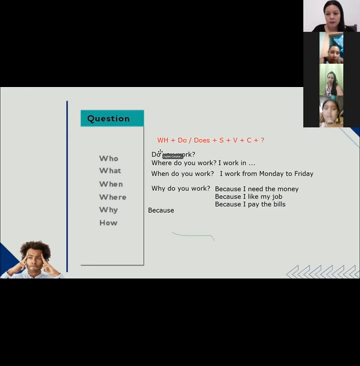 Question
WH + Do / Does + S + V + C + ?
Who
What
When
Where
Why
How
Where do you work? I work in ...
When do you work? I work from Monday to Friday
Why do you work? Because I need the money
Because I like my job
Because I pay the bills
Because